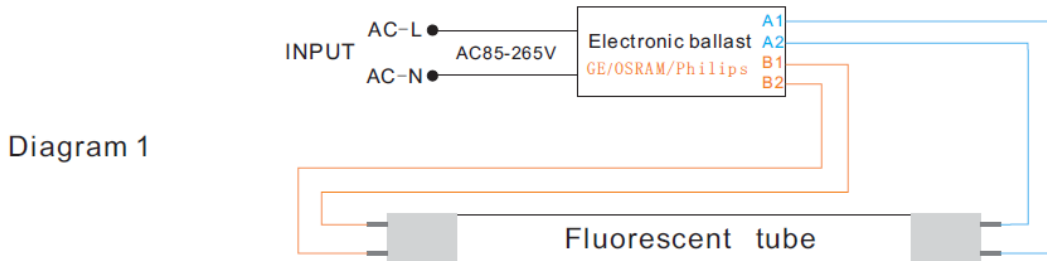 AC-L
INPUT
AC85-265V
AC-N
Electronic ballast
GE/OSRAM/Philips
A1
A2
B1
B2
Diagram 1
Fluorescent tube